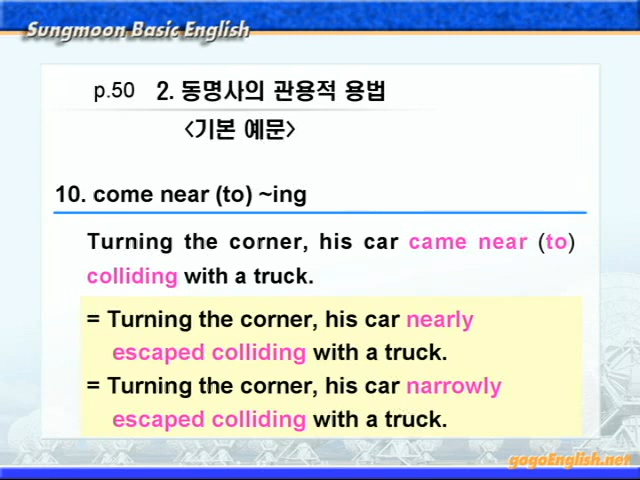 Sungmoon Basic English
p.50 2. 동명사의 관용적 용법
<기본 예문>
10. come near (to) ~ing
Turning the corner, his car came near (to)
colliding with a truck.
= Turning the corner, his car nearly
escaped colliding with a truck.
= Turning the corner, his car narrowly
escaped colliding with a truck.
gogoEnglish.net